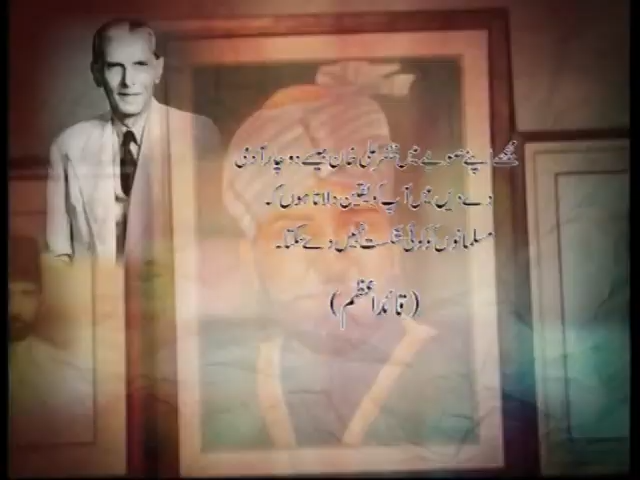 مجھے اپنے صوبے میں ظفر علی خان جیسے دو چار آدمی
دے دیں میں آپ کو یقین دلاتا ہوں کہ
مسلمانوں کو کوئی شکست نہیں دے سکتا۔
(قائداعظم)